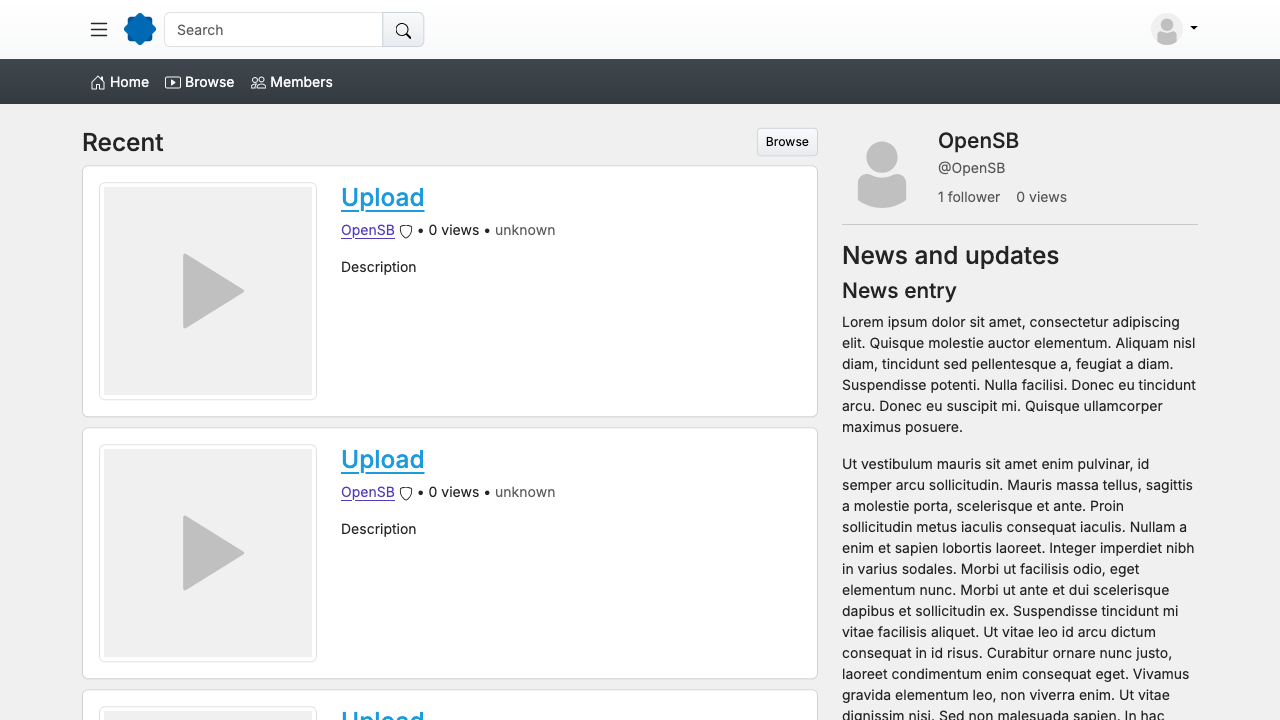 Search
Home Browse Members
Recent
Browse
Upload
OpenSB • 0 views • unknown
Description
Upload
OpenSB • 0 views • unknown
Description
Upload
OpenSB
@OpenSB
1 follower 0 views
News and updates
News entry
Lorem ipsum dolor sit amet, consectetur adipiscing
elit. Quisque molestie auctor elementum. Aliquam nisl
diam, tincidunt sed pellentesque a, feugiat a diam.
Suspendisse potenti. Nulla facilisi. Donec eu tincidunt
arcu. Donec eu suscipit mi. Quisque ullamcorper
maximus posuere.
Ut vestibulum mauris sit amet enim pulvinar, id
semper arcu sollicitudin. Mauris massa tellus, sagittis
a molestie porta, scelerisque et ante. Proin
sollicitudin metus iaculis consequat iaculis. Nullam a
enim et sapien lobortis laoreet. Integer imperdiet nibh
in varius sodales. Morbi ut facilisis odio, eget
elementum nunc. Morbi ut ante et dui scelerisque
dapibus et sollicitudin ex. Suspendisse tincidunt mi
vitae facilisis aliquet. Ut vitae leo id arcu dictum
consequat in id risus. Curabitur ornare nunc justo,
laoreet condimentum enim consequat eget. Vivamus
gravida elementum leo, non viverra enim. Ut vitae
dignissim nisi. Sed non malesuada sapien. In hac